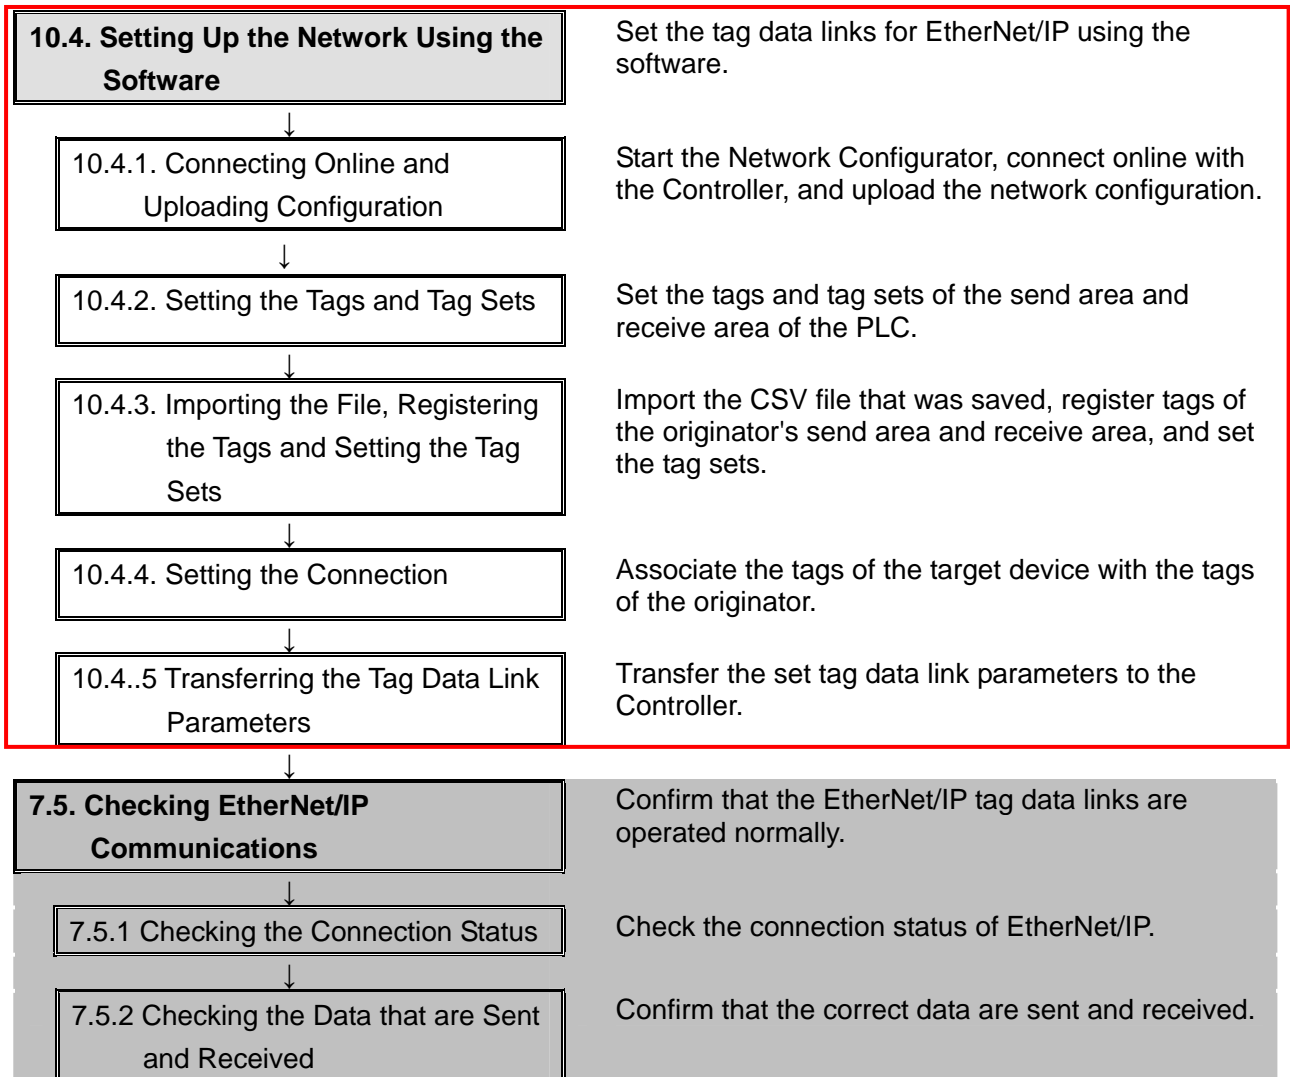 10.4. Setting Up the Network Using the
Software
Set the tag data links for EtherNet/IP using the
software.
↓
10.4.1. Connecting Online and
Uploading Configuration
Start the Network Configurator, connect online with
the Controller, and upload the network configuration.
↓
10.4.2. Setting the Tags and Tag Sets
Set the tags and tag sets of the send area and
receive area of the PLC.
↓
10.4.3. Importing the File, Registering
the Tags and Setting the Tag
Sets
Import the CSV file that was saved, register tags of
the originator's send area and receive area, and set
the tag sets.
↓
10.4.4. Setting the Connection
Associate the tags of the target device with the tags
of the originator.
↓
10.4..5 Transferring the Tag Data Link
Parameters
Transfer the set tag data link parameters to the
Controller.
↓
7.5. Checking EtherNet/IP
Communications
Confirm that the EtherNet/IP tag data links are
operated normally.
↓
7.5.1 Checking the Connection Status
Check the connection status of EtherNet/IP.
↓
7.5.2 Checking the Data that are Sent
and Received
Confirm that the correct data are sent and received.